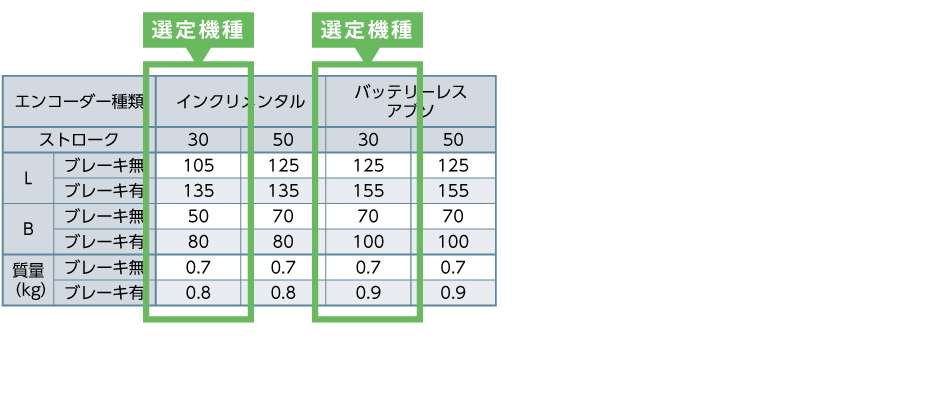 選定機種 選定機種
エンコーダー種類 インクリメンタル バッテリーレス
アブソ
ストローク 30 50 30 50
L ブレーキ無 105 125 125 125
ブレーキ有 135 135 155 155
B ブレーキ無 50 70 70 70
ブレーキ有 80 80 100 100
質量
(kg) ブレーキ無 0.7 0.7 0.7 0.7
ブレーキ有 0.8 0.8 0.9 0.9